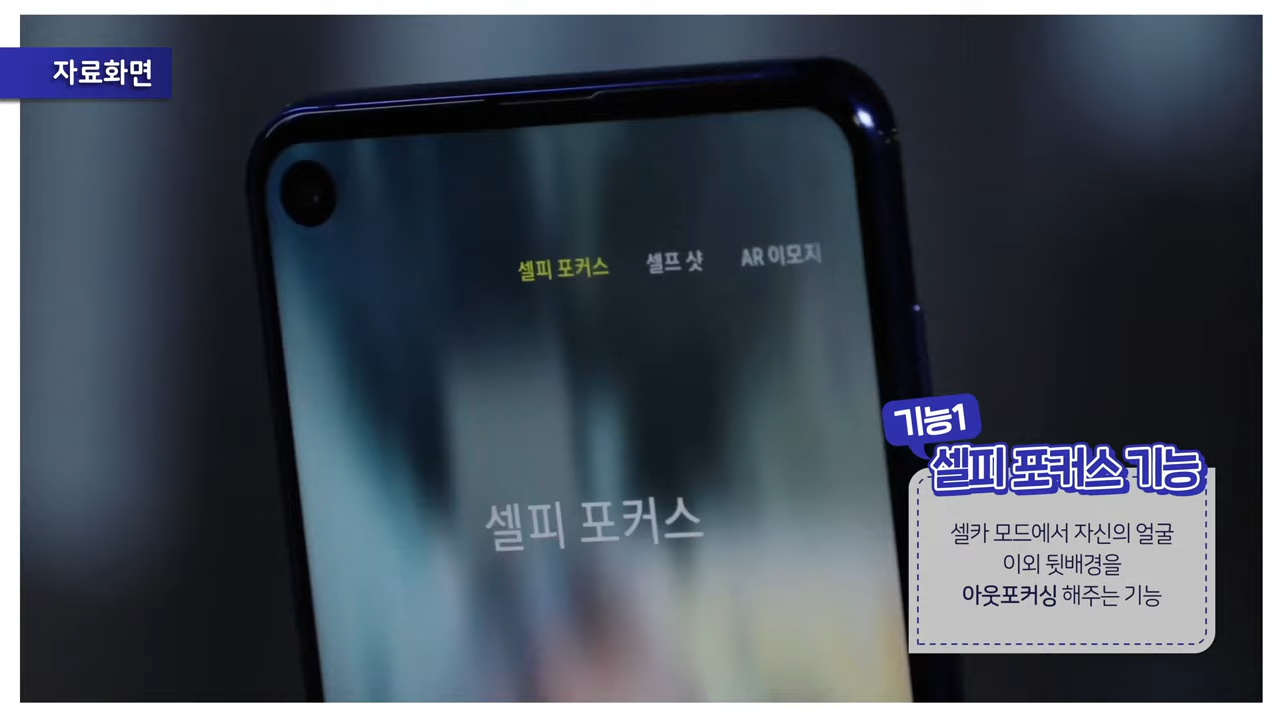 자료화면
셀피 포커스 셀프 샷 AR 이모지
셀피 포커스
기능1
셀피 포커스 기능
셀카 모드에서 자신의 얼굴
이외 뒷배경을
아웃포커싱 해주는 기능